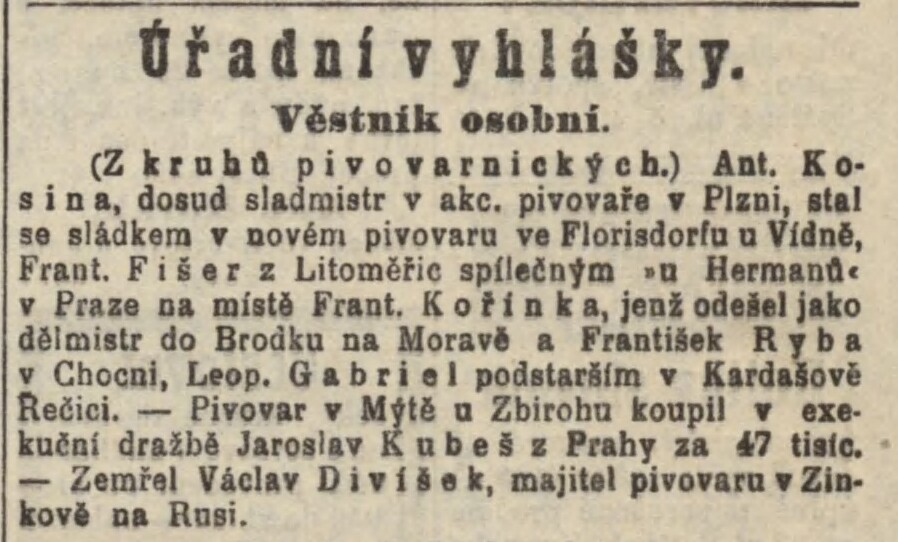 Úřadní vyhlášky.
Věstník osobní.
(Z kruhů pivovarnických.) Ant. Ko-
sina, dosud sladmistr v akc. pivovaře v Plzni, stal
se sládkem v novém pivovaru ve Florisdorfu u Vídně,
Frant. Fišer z Litoměřic spílečným »u Hermanů«
v Praze na místě Frant. Kořínka, jenž odešel jako
dělmistr do Brodku na Moravě a František Ryba
v Chocni, Leop. Gabriel podstarším v Kardašově
Rečici. — Pivovar v Mýtě u Zbirohu koupil v exe-
kuční dražbě Jaroslav Kubeš z Prahy za 47 tisíc.
— Zemřel Václav Divíšek, majitel pivovaru v Zin-
kově na Rusi.